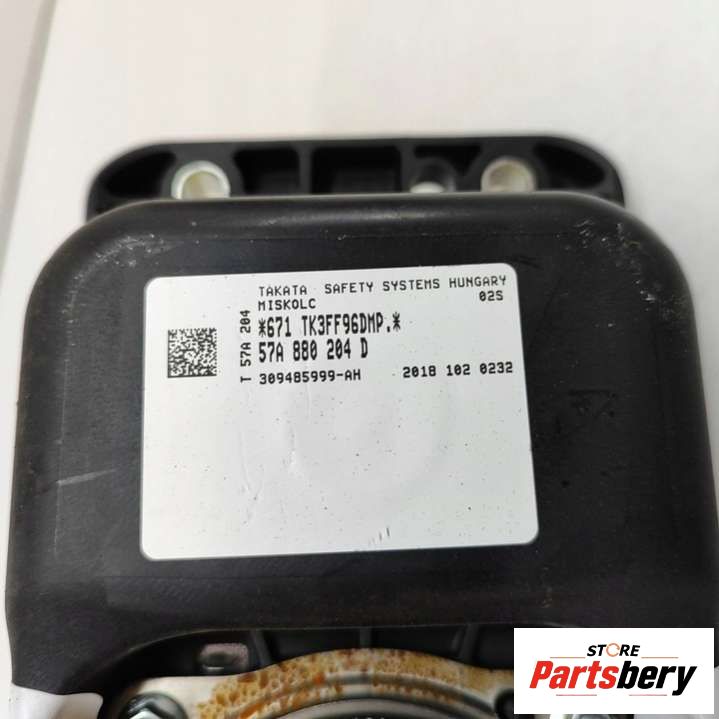 TAKATA SAFETY SYSTEMS HUNGARY
MISKOLC 02S
T 57A 204
*671 TK3FF96DMP.*
57A 880 204 D
309485999-AH 2018 102 0232
STORE
Partsbery